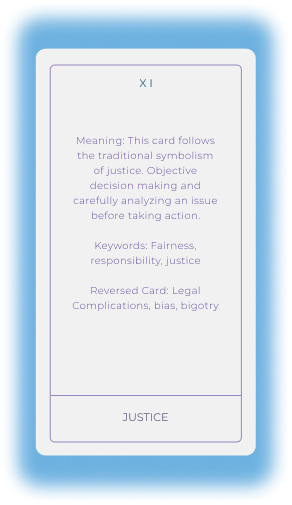 XI
Meaning: This card follows
the traditional symbolism
of justice. Objective
decision making and
carefully analyzing an issue
before taking action.
Keywords: Fairness,
responsibility, justice
Reversed Card: Legal
Complications, bias, bigotry
JUSTICE